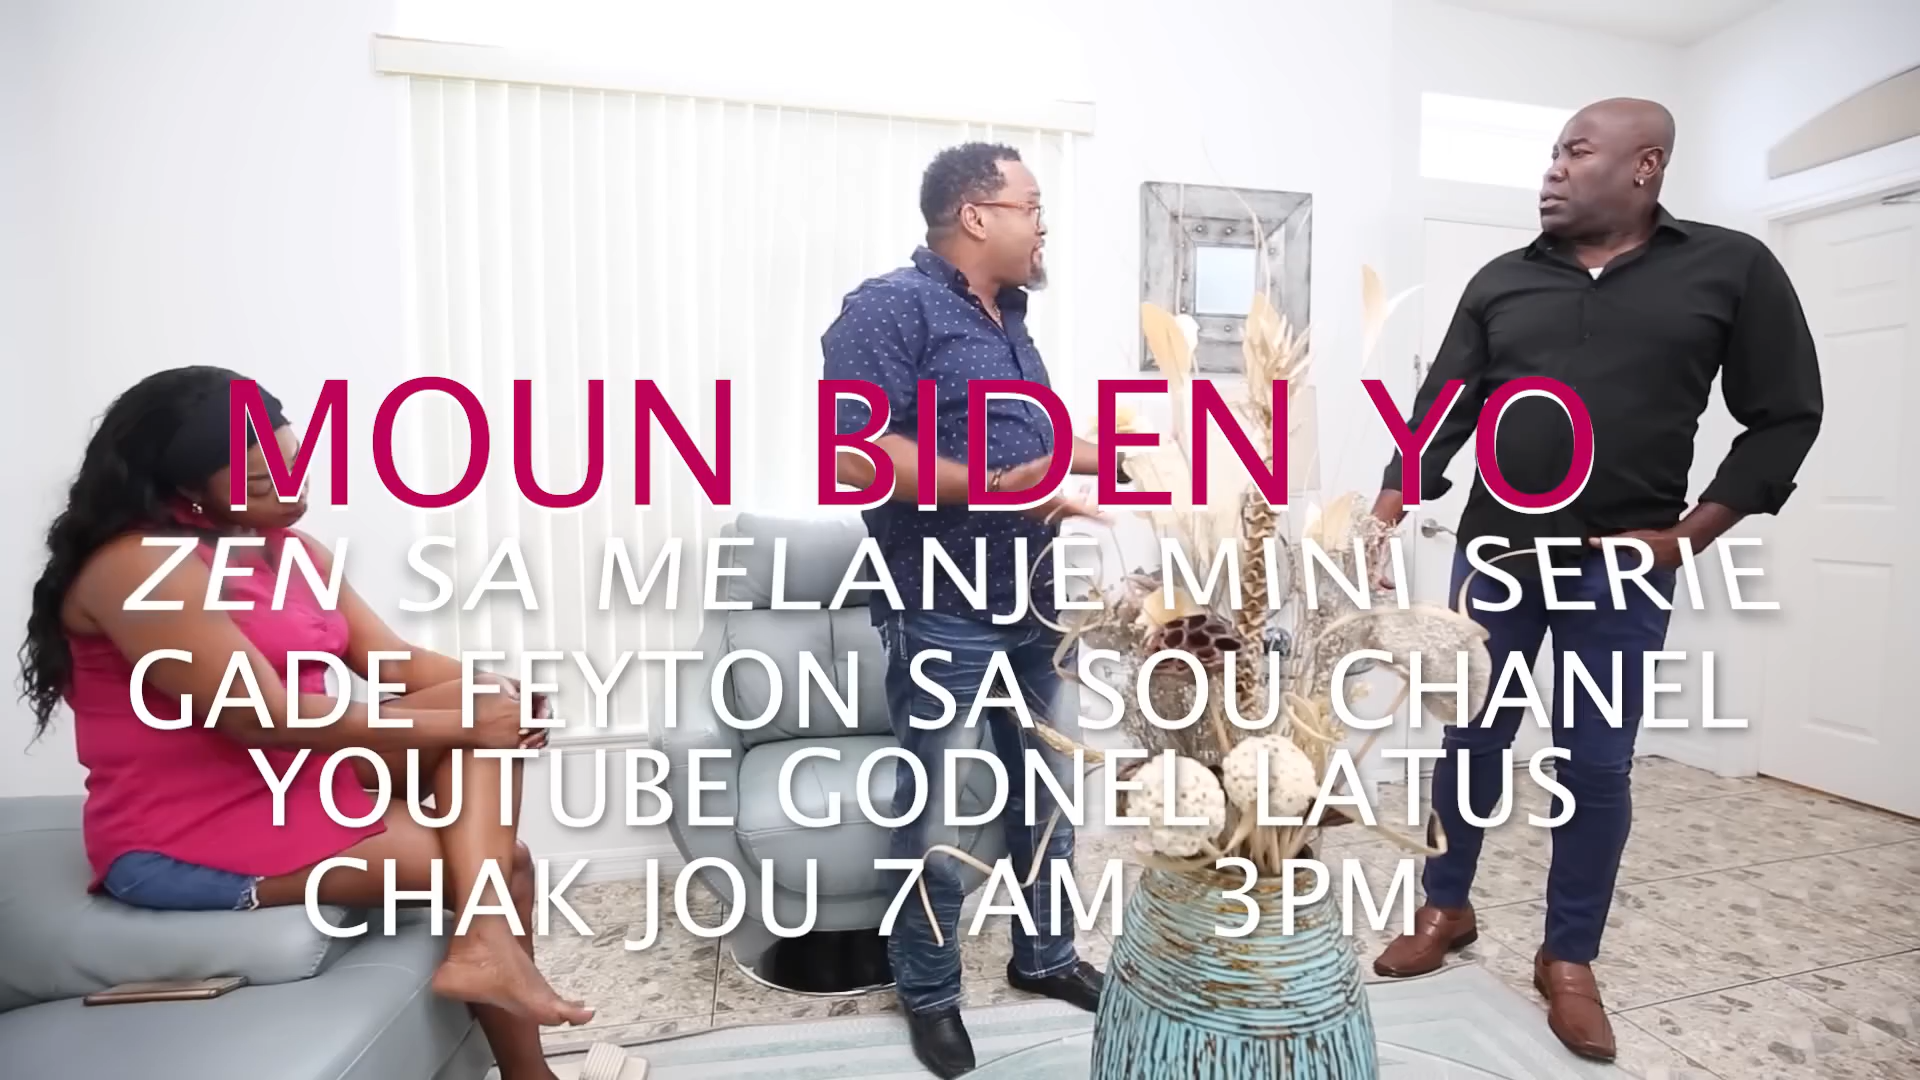 MOUN BIDEN YO
ZEN SA MELANJE MINI SERIE
GADE FEYTON SA SOU CHANEL
YOUTUBE GODNEL LATUS
CHAK JOU 7 AM 3PM